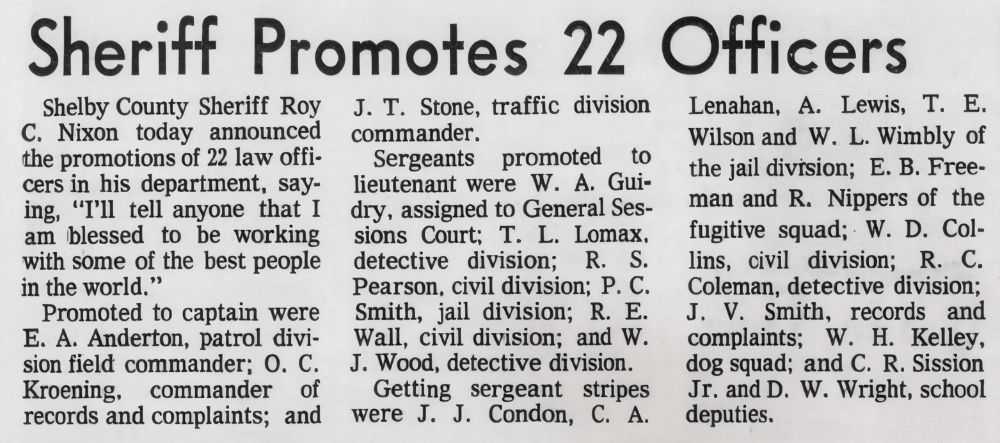 Sheriff Promotes 22 Officers
Shelby County Sheriff Roy
C. Nixon today announced
the promotions of 22 law offi-
cers in his department, say-
ing, "I'll tell anyone that I
am blessed to be working
with some of the best people
in the world."
Promoted to captain were
E. A. Anderton, patrol divi-
sion field commander; O. C.
Kroening, commander of
records and complaints; and
J. T. Stone, traffic division
commander.
Sergeants promoted to
lieutenant were W. A. Gui-
dry, assigned to General Ses-
sions Court; T. L. Lomax,
detective division; R. S.
Pearson, civil division; P. C.
Smith, jail division; R. E.
Wall, civil division; and W.
J. Wood, detective division.
Getting sergeant stripes
were J. J. Condon, C. A.
Lenahan, A. Lewis, T. E.
Wilson and W. L. Wimbly of
the jail division; E. B. Free-
man and R. Nippers of the
fugitive squad; W. D. Col-
lins, civil division; R. C.
Coleman, detective division;
J. V. Smith, records and
complaints; W. H. Kelley,
dog squad; and C. R. Sission
Jr. and D. W. Wright, school
deputies.